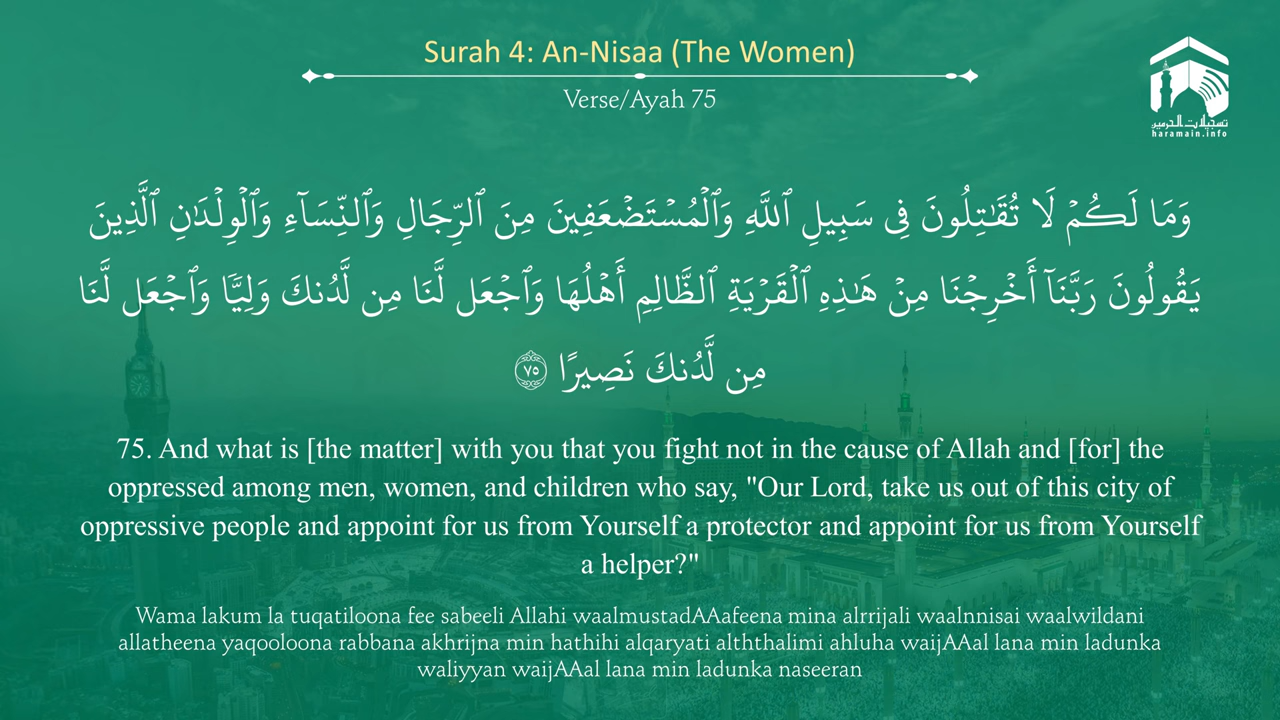 Surah 4: An-Nisaa (The Women)
Verse/Ayah 75
تسجيلات الحرمين
haramain.info
وَمَا لَكُمۡ لَا تُقَٰتِلُونَ فِي سَبِيلِ ٱللَّهِ وَٱلۡمُسۡتَضۡعَفِينَ مِنَ ٱلرِّجَالِ وَٱلنِّسَآءِ وَٱلۡوِلۡدَٰنِ ٱلَّذِينَ
يَقُولُونَ رَبَّنَآ أَخۡرِجۡنَا مِنۡ هَٰذِهِ ٱلۡقَرۡيَةِ ٱلظَّالِمِ أَهۡلُهَا وَٱجۡعَل لَّنَا مِن لَّدُنكَ وَلِيّٗا وَٱجۡعَل لَّنَا
مِن لَّدُنكَ نَصِيرًا ٧٥
75. And what is [the matter] with you that you fight not in the cause of Allah and [for] the
oppressed among men, women, and children who say, "Our Lord, take us out of this city of
oppressive people and appoint for us from Yourself a protector and appoint for us from Yourself
a helper?"
Wama lakum la tuqatiloona fee sabeeli Allahi waalmustadAAafeena mina alrrijali waalnnisai waalwildani
allatheena yaqooloona rabbana akhrijna min hathihi alqaryati alththalimi ahluha waijAAal lana min ladunka
waliyyan waijAAal lana min ladunka naseeran